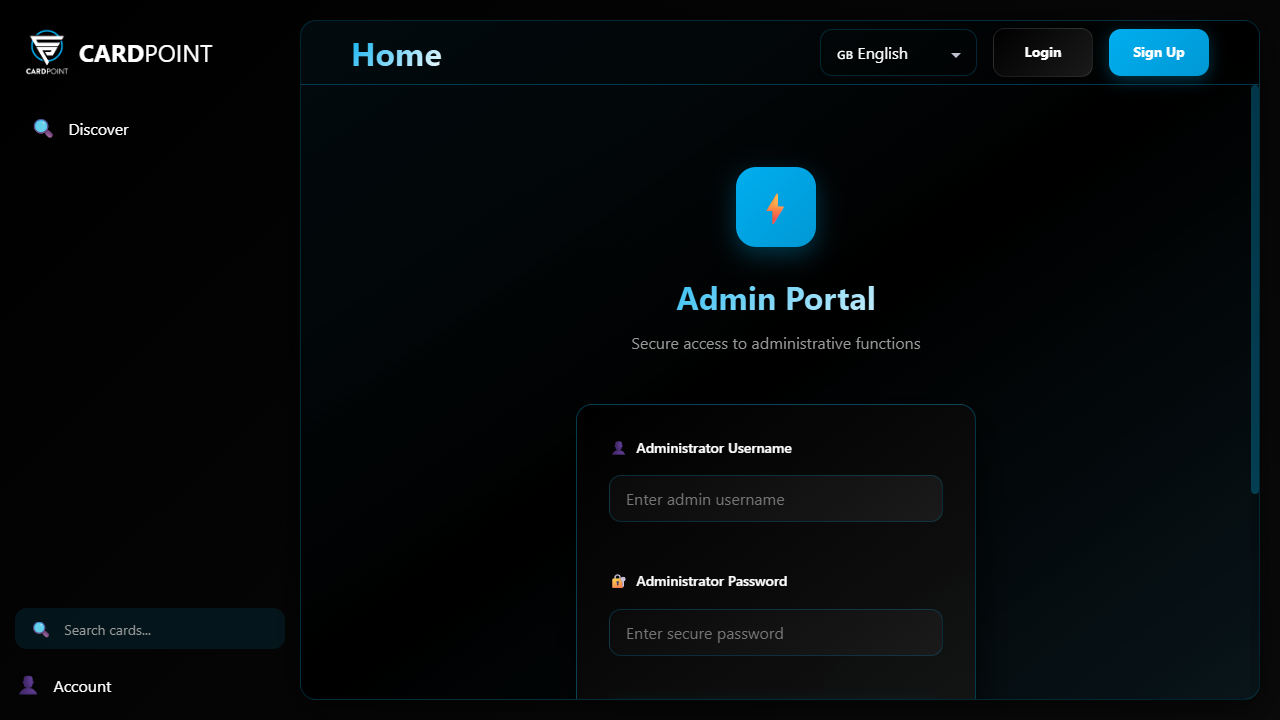 CARDPOINT
CARDPOINT
Discover
Search cards...
Account
Home
GB English
Login
Sign Up
Admin Portal
Secure access to administrative functions
Administrator Username
Enter admin username
Administrator Password
Enter secure password